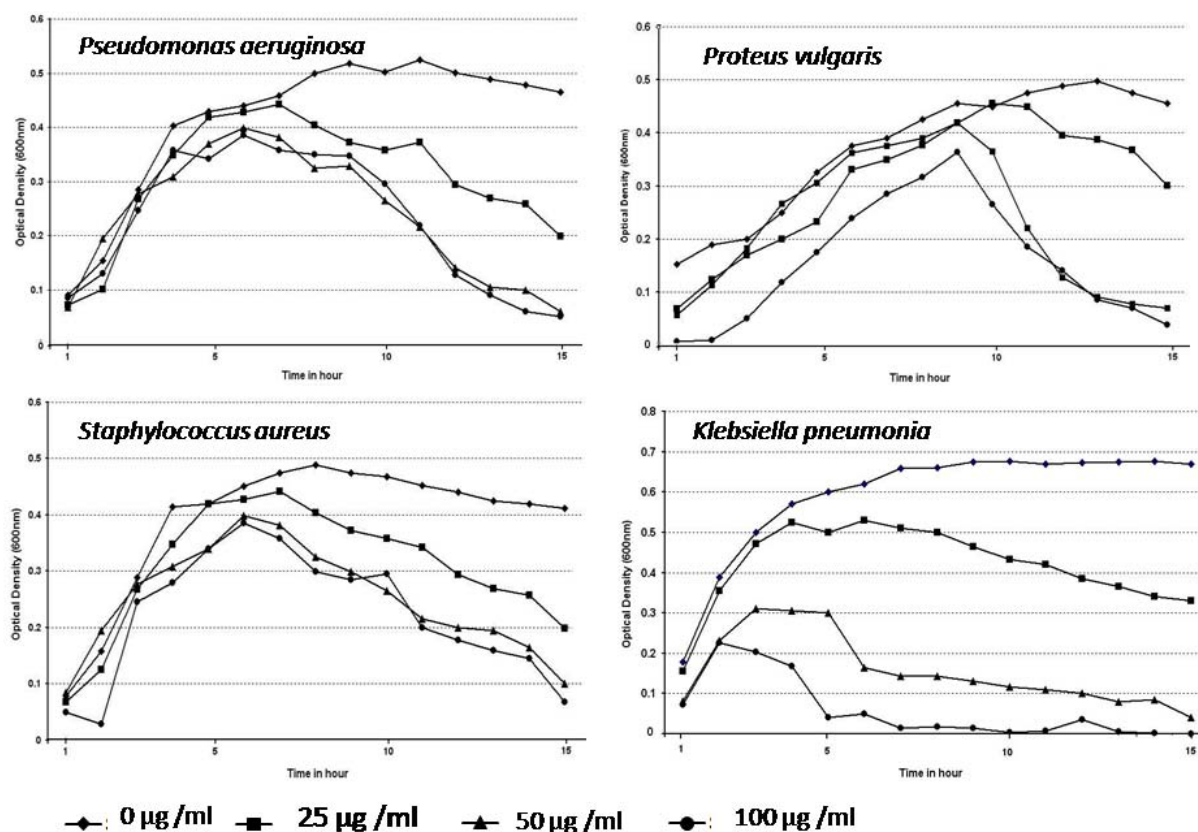 Pseudomonas aeruginosa
Optical Density (600nm)
0.6
0.5
0.4
0.3
0.2
0.1
0
1 5 10 15
Time in hour
Proteus vulgaris
Optical Density (600nm)
0.6
0.5
0.4
0.3
0.2
0.1
0
1 5 10 15
Time in hour
Staphylococcus aureus
Optical Density (600nm)
0.6
0.5
0.4
0.3
0.2
0.1
0
1 5 10 15
Time in hour
Klebsiella pneumonia
Optical Density (600nm)
0.8
0.7
0.6
0.5
0.4
0.3
0.2
0.1
0
1 5 10 15
Time in hour
0 µg /ml 25 µg /ml 50 µg /ml 100 µg /ml